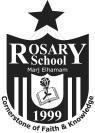 ROSARY
School
Marj Elhamam
1999
Cornerstone of Faith & Knowledge